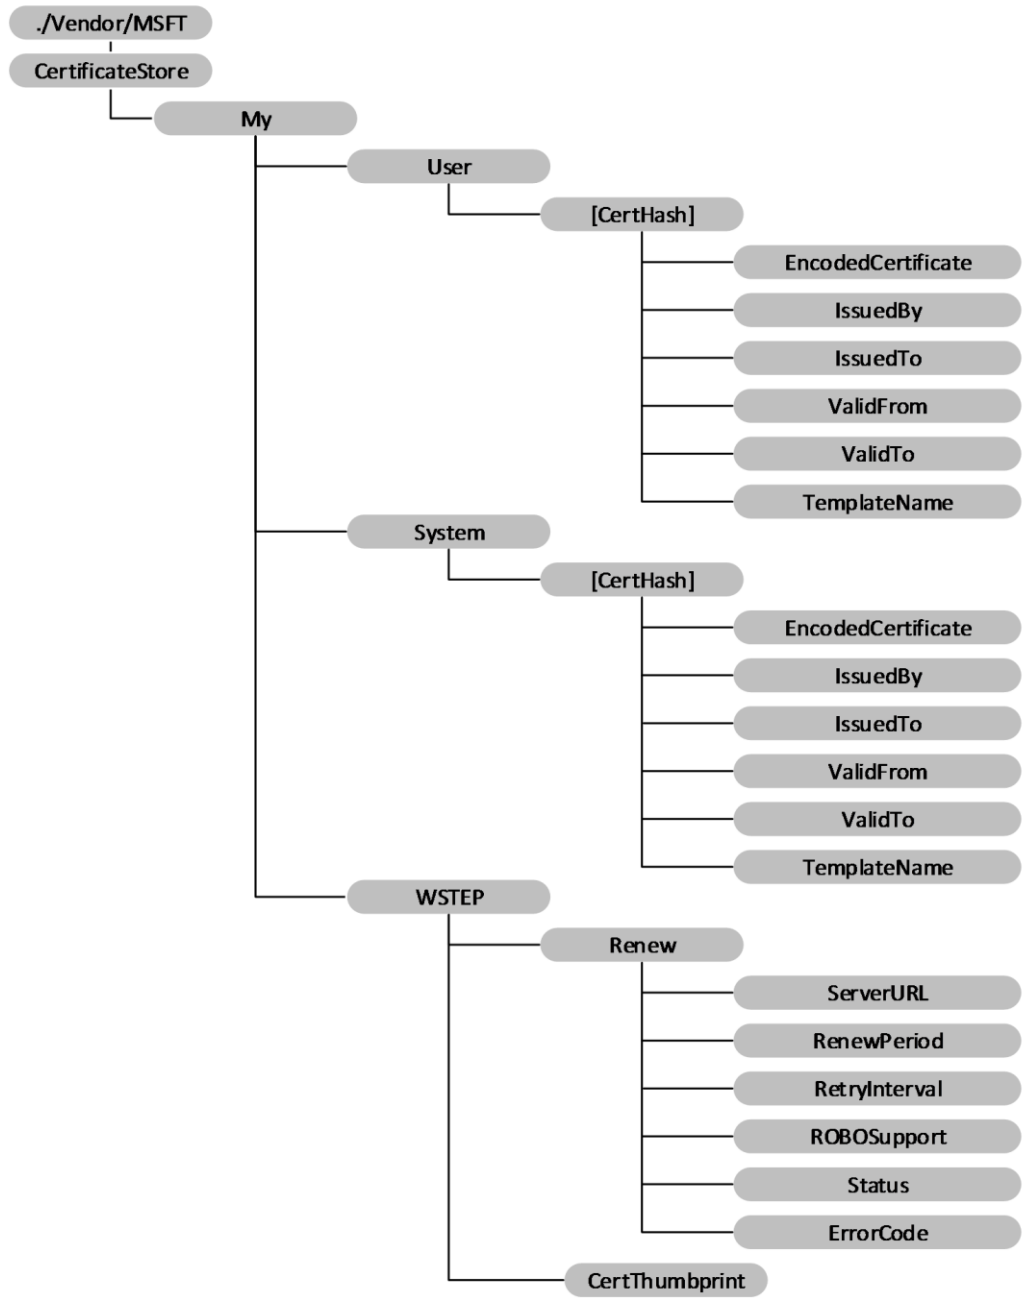 ./Vendor/MSFT
CertificateStore
My
User
[CertHash]
EncodedCertificate
IssuedBy
IssuedTo
ValidFrom
ValidTo
TemplateName
System
[CertHash]
EncodedCertificate
IssuedBy
IssuedTo
ValidFrom
ValidTo
TemplateName
WSTEP
Renew
ServerURL
RenewPeriod
RetryInterval
ROBOSupport
Status
ErrorCode
CertThumbprint